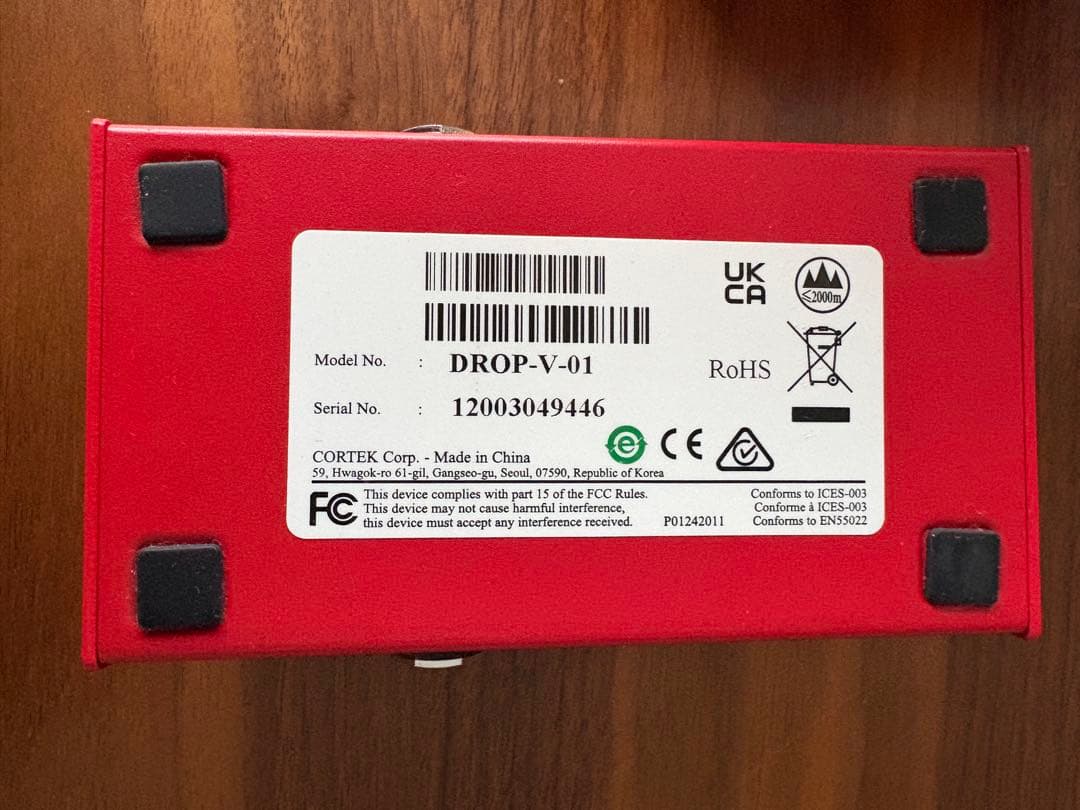 UK
CA
≤2000m
Model No. : DROP-V-01
RoHS
Serial No. : 12003049446
e
CE
CORTEK Corp. - Made in China
59, Hwagok-ro 61-gil, Gangseo-gu, Seoul, 07590, Republic of Korea
FC
This device complies with part 15 of the FCC Rules.
This device may not cause harmful interference,
this device must accept any interference received.
P01242011
Conforms to ICES-003
Conforme à ICES-003
Conforms to EN55022